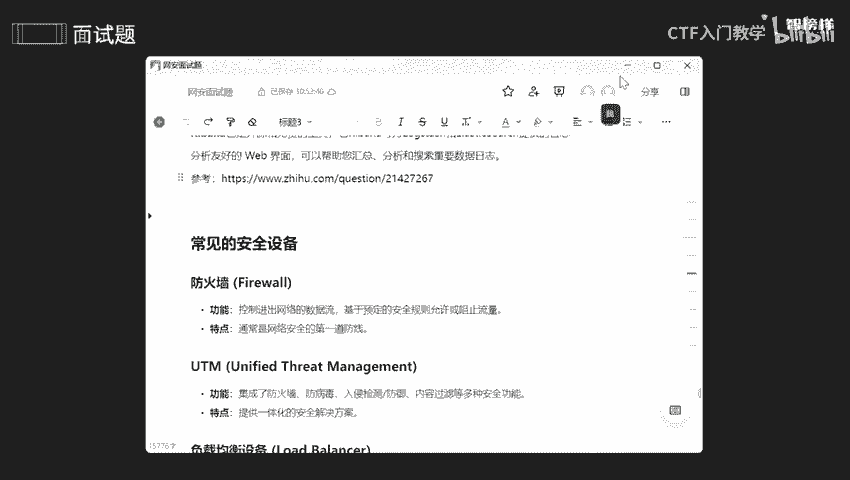 面试题
CTF入门教学
智榜样
bilibili
网安面试题
网安面试题
已保存
分享
标题3
B I S U
分析友好的 Web 界面，可以帮助您汇总、分析和搜索重要数据日志。
参考：https://www.zhihu.com/question/21427267
常见的安全设备
防火墙 (Firewall)
• 功能：控制进出网络的数据流，基于预定的安全规则允许或阻止流量。
• 特点：通常是网络安全的第一道防线。
UTM (Unified Threat Management)
• 功能：集成了防火墙、防病毒、入侵检测/防御、内容过滤等多种安全功能。
• 特点：提供一体化的安全解决方案。
负载均衡设备 (Load Balancer)
15776字